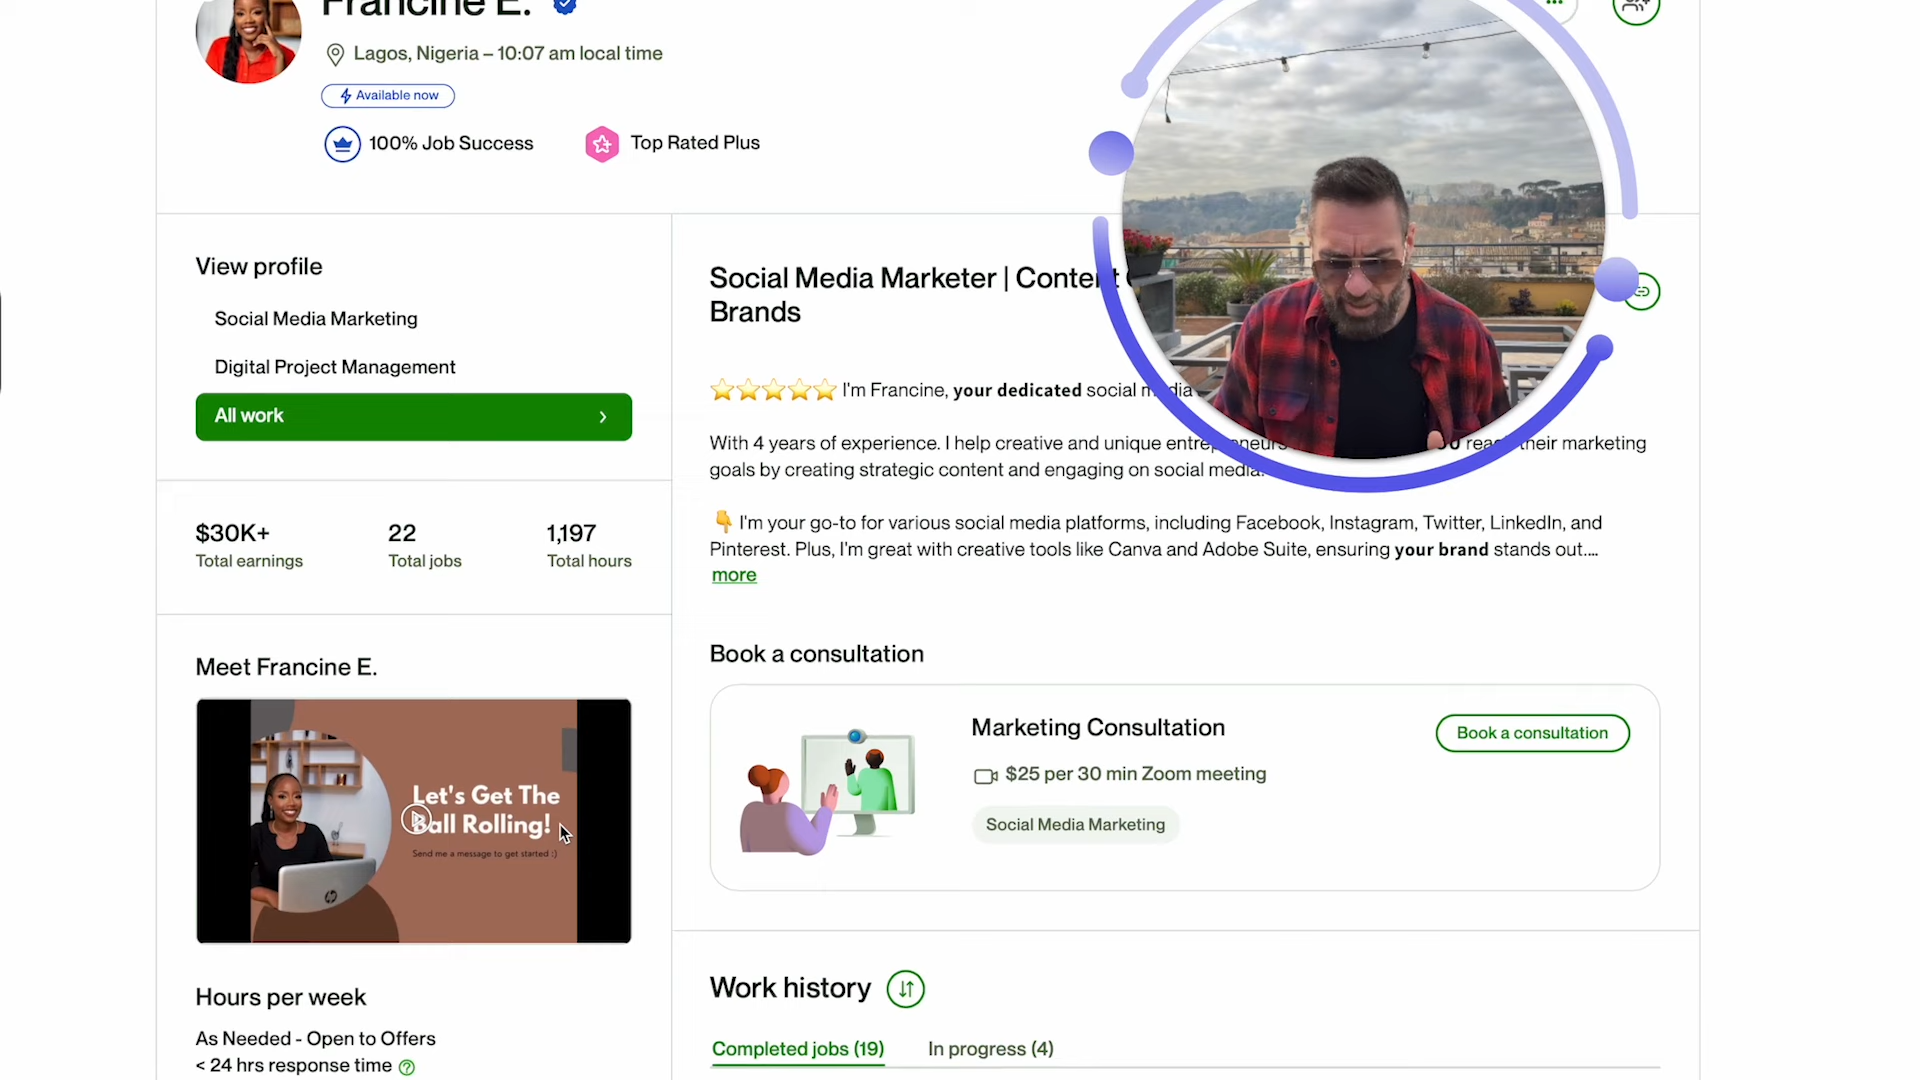 Francine E.
Lagos, Nigeria – 10:07 am local time
Available now
100% Job Success
Top Rated Plus
View profile
Social Media Marketing
Digital Project Management
All work
$30K+
Total earnings
22
Total jobs
1,197
Total hours
Meet Francine E.
Let's Get The
Ball Rolling!
Send me a message to get started :)
Hours per week
As Needed - Open to Offers
< 24 hrs response time
Social Media Marketer | Content
Brands
I'm Francine, your dedicated social media
With 4 years of experience. I help creative and unique entrepreneurs reach their marketing
goals by creating strategic content and engaging on social media.
👇 I'm your go-to for various social media platforms, including Facebook, Instagram, Twitter, LinkedIn, and
Pinterest. Plus, I'm great with creative tools like Canva and Adobe Suite, ensuring your brand stands out....
more
Book a consultation
Marketing Consultation
$25 per 30 min Zoom meeting
Social Media Marketing
Book a consultation
Work history
Completed jobs (19)
In progress (4)